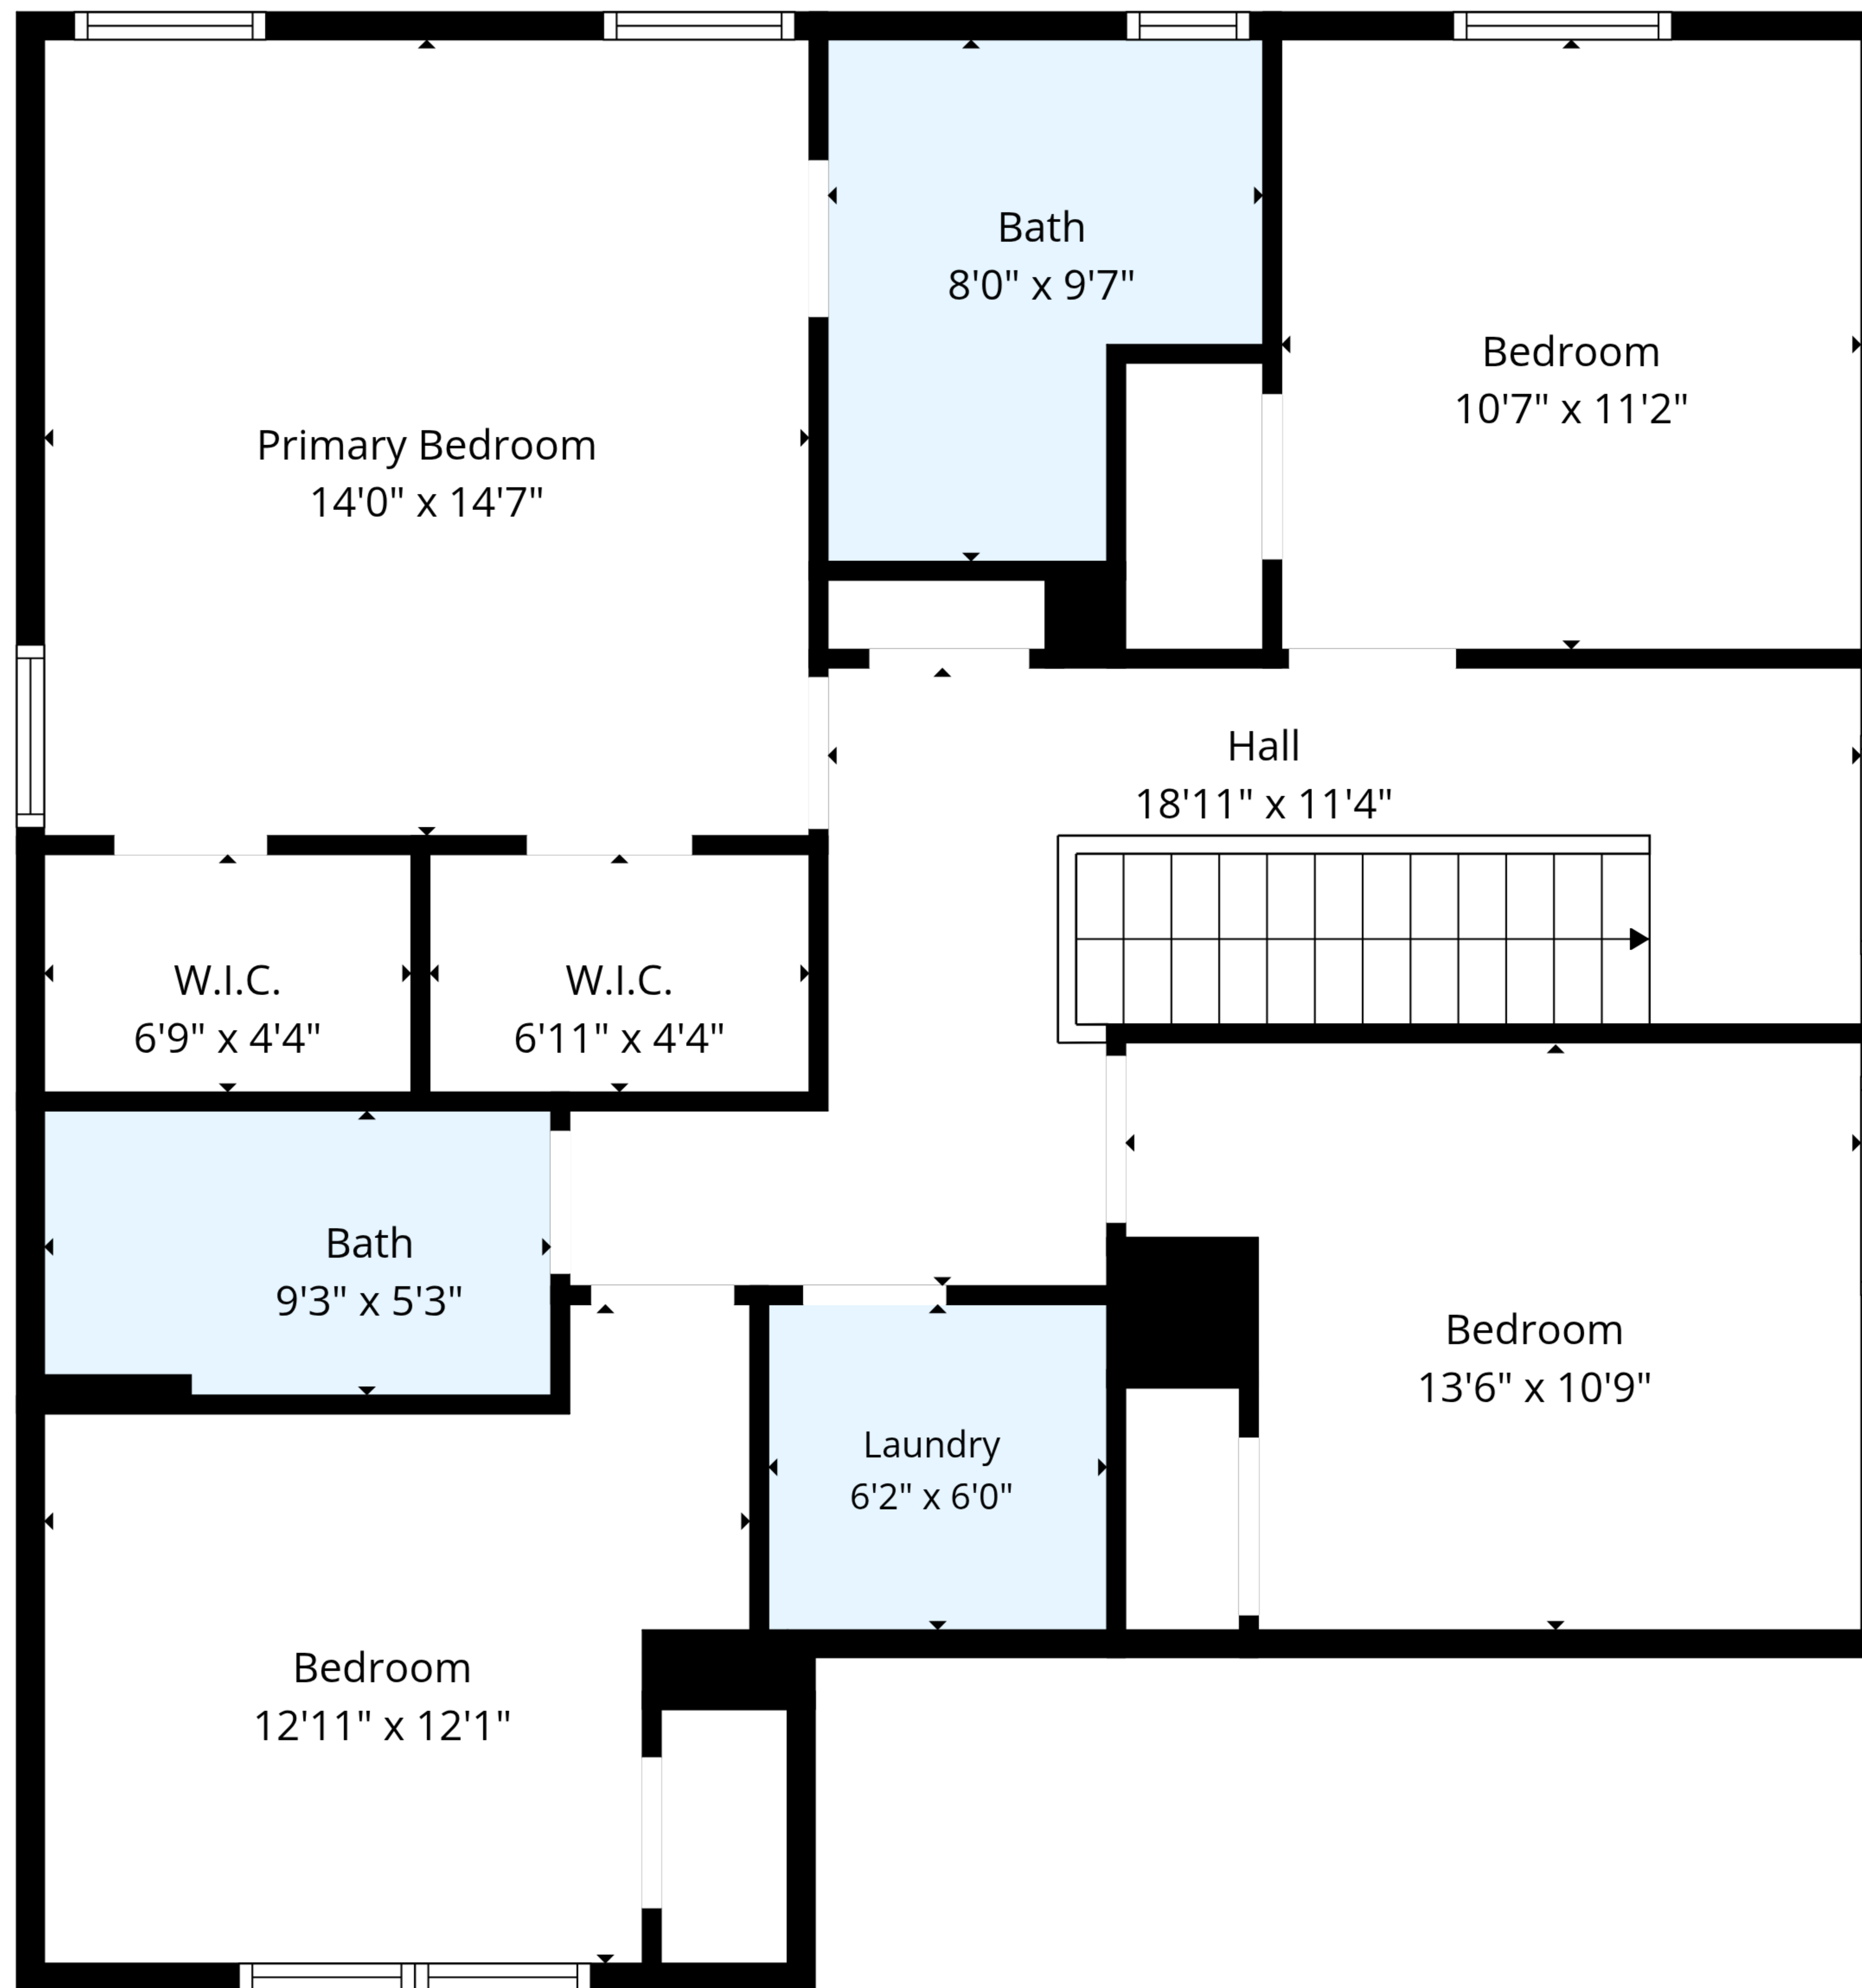 Bath
8'0" x 9'7"
Bedroom
10'7" x 11'2"
Primary Bedroom
14'0" x 14'7"
Hall
18'11" x 11'4"
W.I.C.
6'9" x 4'4"
W.I.C.
6'11" x 4'4"
Bath
9'3" x 5'3"
Bedroom
13'6" x 10'9"
Laundry
6'2" x 6'0"
Bedroom
12'11" x 12'1"